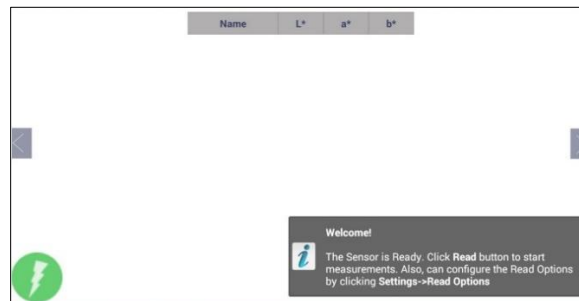 Name L* a* b*
Welcome!
The Sensor is Ready. Click Read button to start
measurements. Also, can configure the Read Options
by clicking Settings->Read Options